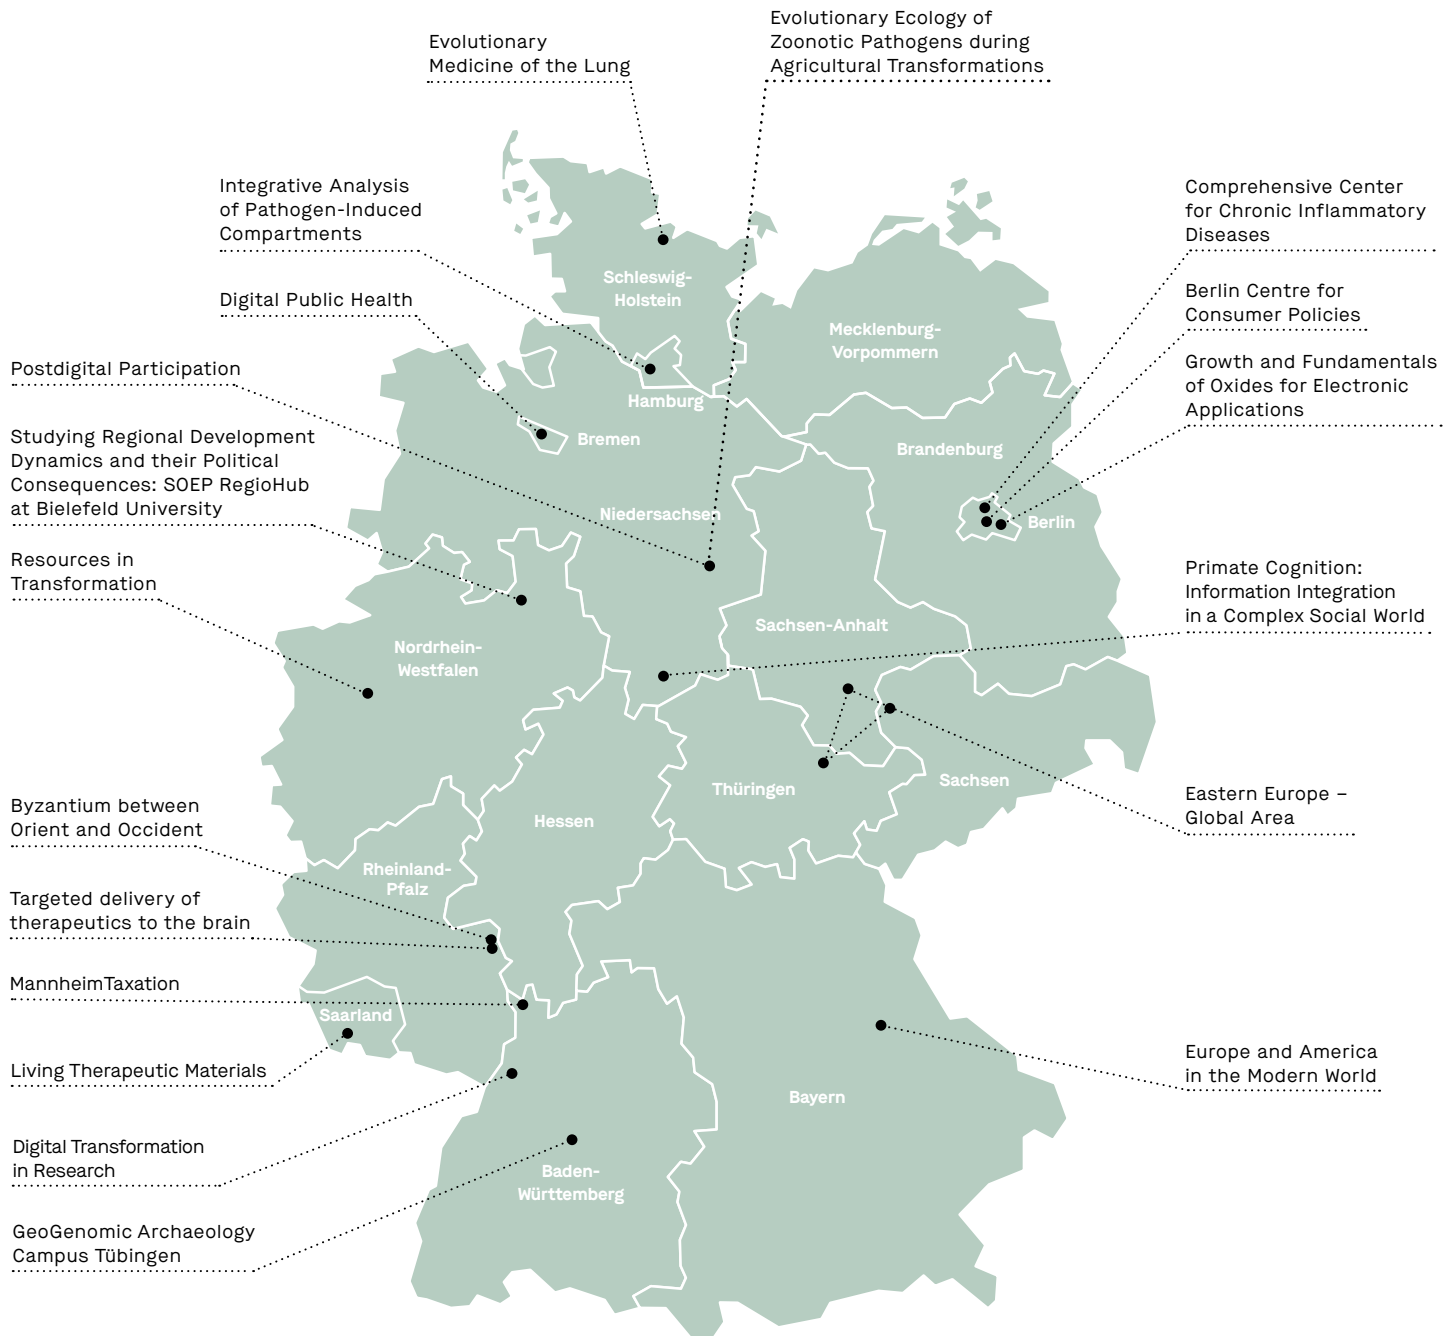 Evolutionary Ecology of
Zoonotic Pathogens during
Agricultural Transformations
Evolutionary
Medicine of the Lung
Integrative Analysis
of Pathogen-Induced
Compartments
Digital Public Health
Postdigital Participation
Studying Regional Development
Dynamics and their Political
Consequences: SOEP RegioHub
at Bielefeld University
Resources in
Transformation
Byzantium between
Orient and Occident
Targeted delivery of
therapeutics to the brain
MannheimTaxation
Living Therapeutic Materials
Digital Transformation
in Research
GeoGenomic Archaeology
Campus Tübingen
Schleswig-
Holstein
Mecklenburg-
Vorpommern
Hamburg
Bremen
Brandenburg
Niedersachsen
Berlin
Sachsen-Anhalt
Nordrhein-
Westfalen
Thüringen
Sachsen
Hessen
Rheinland-
Pfalz
Saarland
Bayern
Baden-
Württemberg
Comprehensive Center
for Chronic Inflammatory
Diseases
Berlin Centre for
Consumer Policies
Growth and Fundamentals
of Oxides for Electronic
Applications
Primate Cognition:
Information Integration
in a Complex Social World
Eastern Europe –
Global Area
Europe and America
in the Modern World